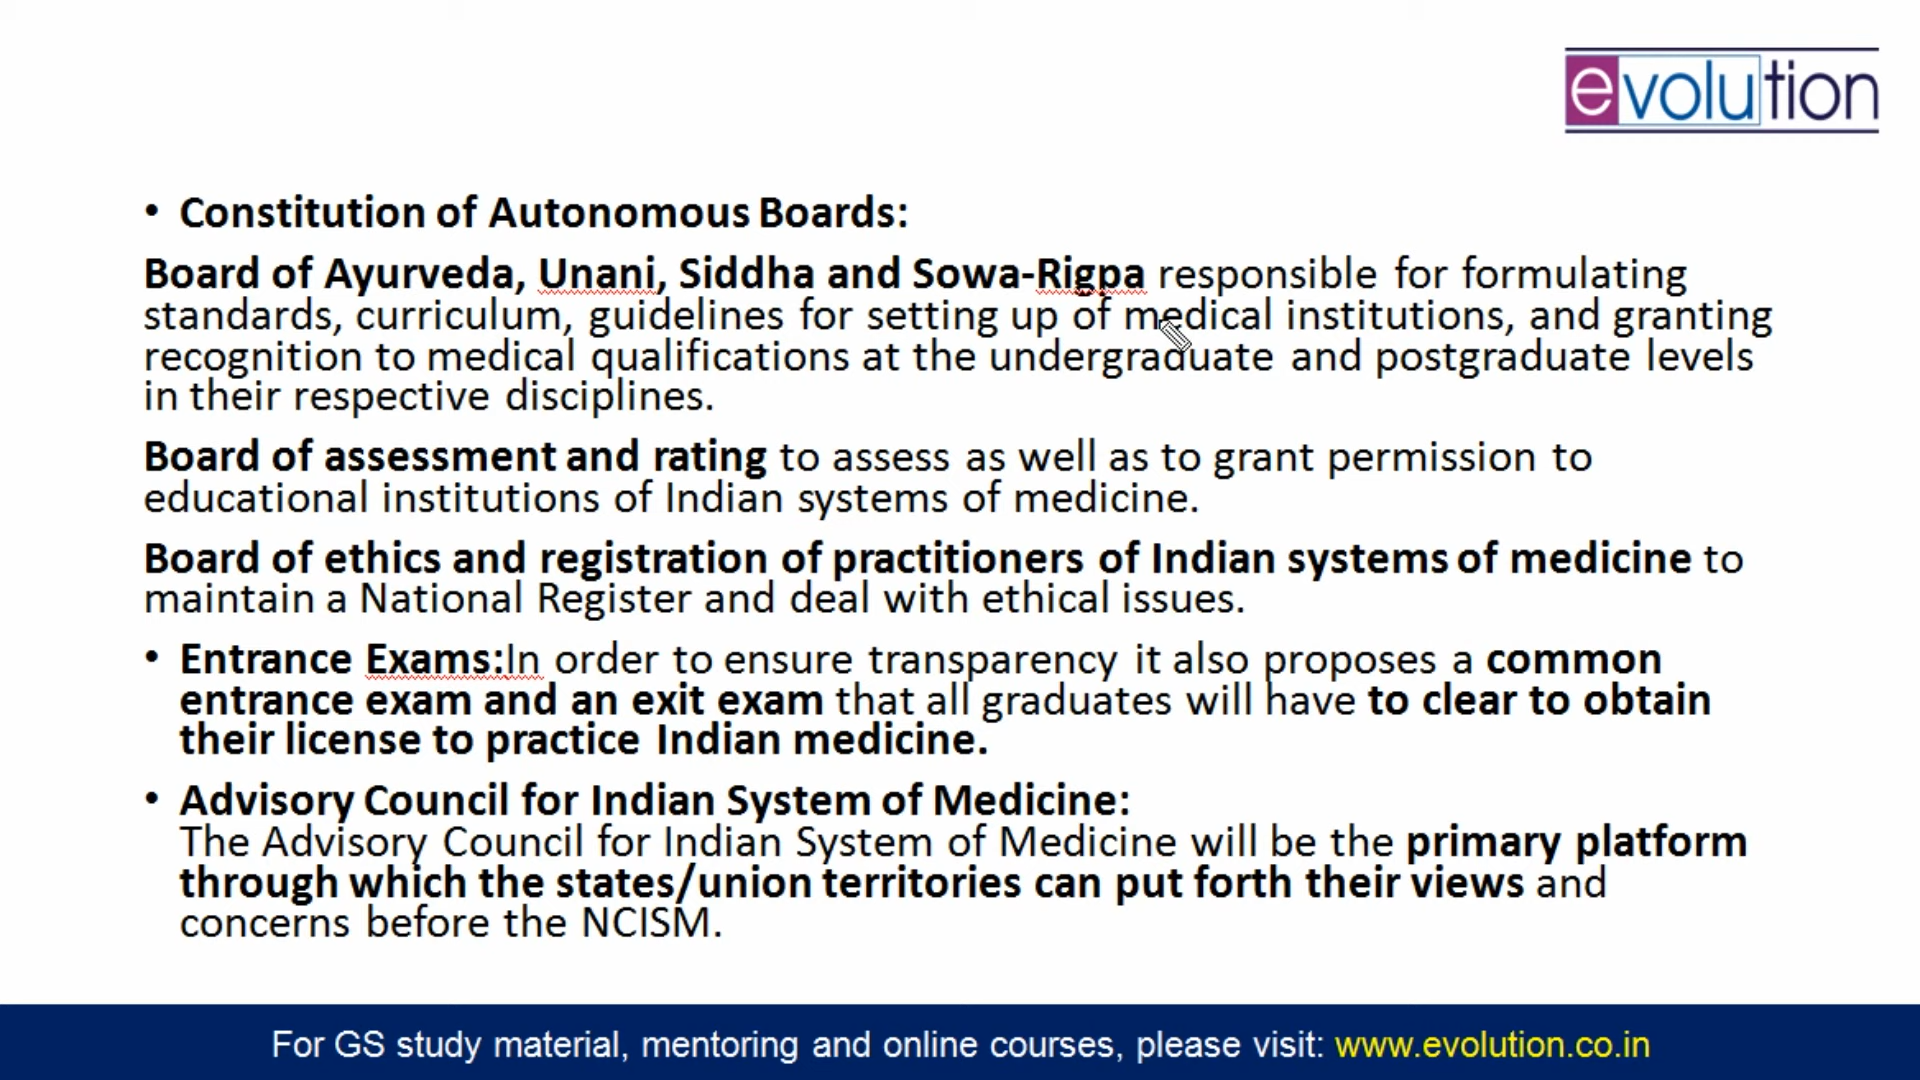 evolution
• Constitution of Autonomous Boards:
Board of Ayurveda, Unani, Siddha and Sowa-Rigpa responsible for formulating
standards, curriculum, guidelines for setting up of medical institutions, and granting
recognition to medical qualifications at the undergraduate and postgraduate levels
in their respective disciplines.
Board of assessment and rating to assess as well as to grant permission to
educational institutions of Indian systems of medicine.
Board of ethics and registration of practitioners of Indian systems of medicine to
maintain a National Register and deal with ethical issues.
• Entrance Exams:In order to ensure transparency it also proposes a common
entrance exam and an exit exam that all graduates will have to clear to obtain
their license to practice Indian medicine.
• Advisory Council for Indian System of Medicine:
The Advisory Council for Indian System of Medicine will be the primary platform
through which the states/union territories can put forth their views and
concerns before the NCISM.
For GS study material, mentoring and online courses, please visit: www.evolution.co.in